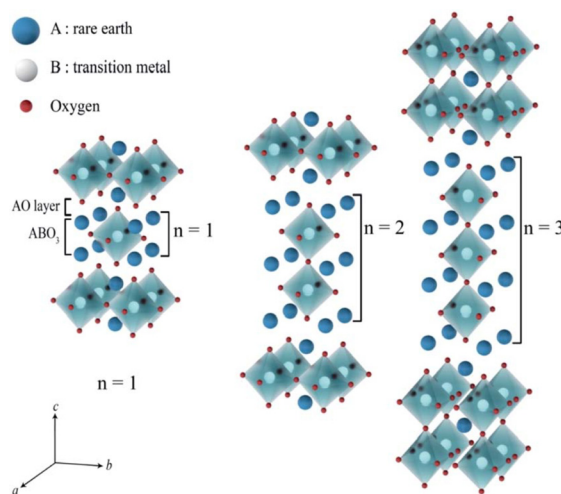 A : rare earth
B : transition metal
Oxygen
AO layer
ABO₃
n = 1
n = 2
n = 3
n = 1
c
b
a